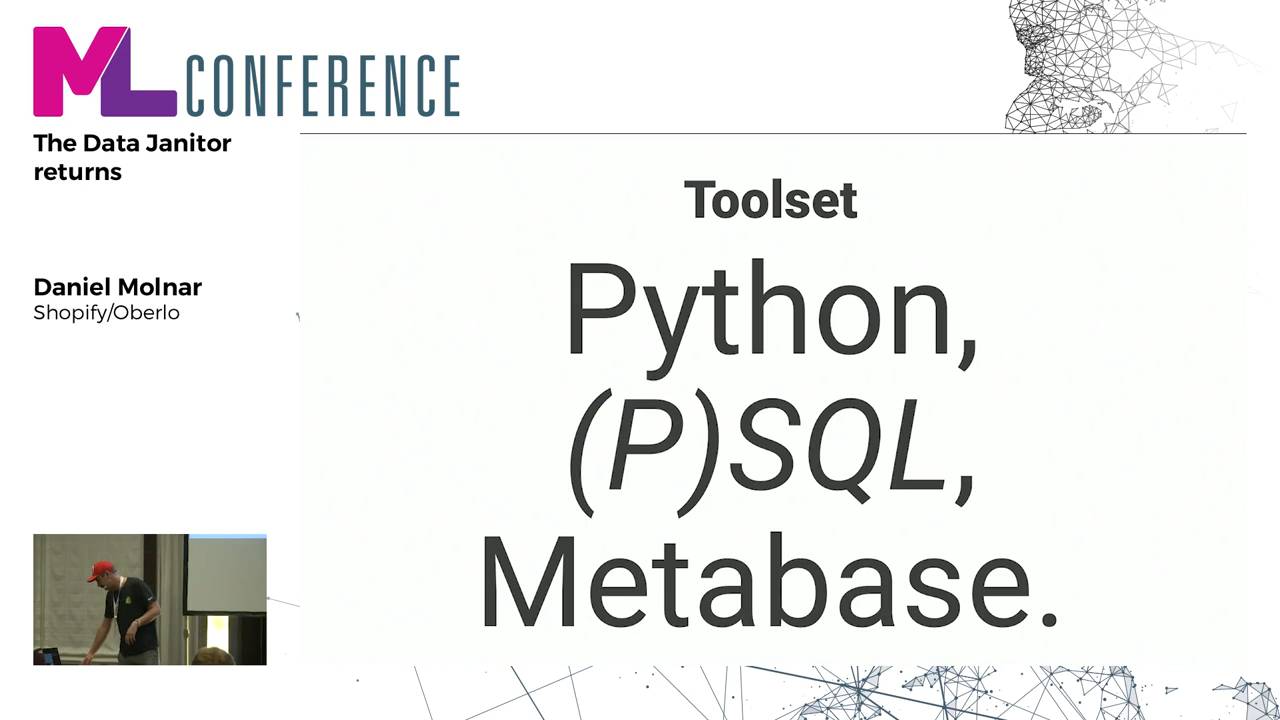 ML CONFERENCE
The Data Janitor
returns
Daniel Molnar
Shopify/Oberlo
Toolset
Python,
(P)SQL,
Metabase.